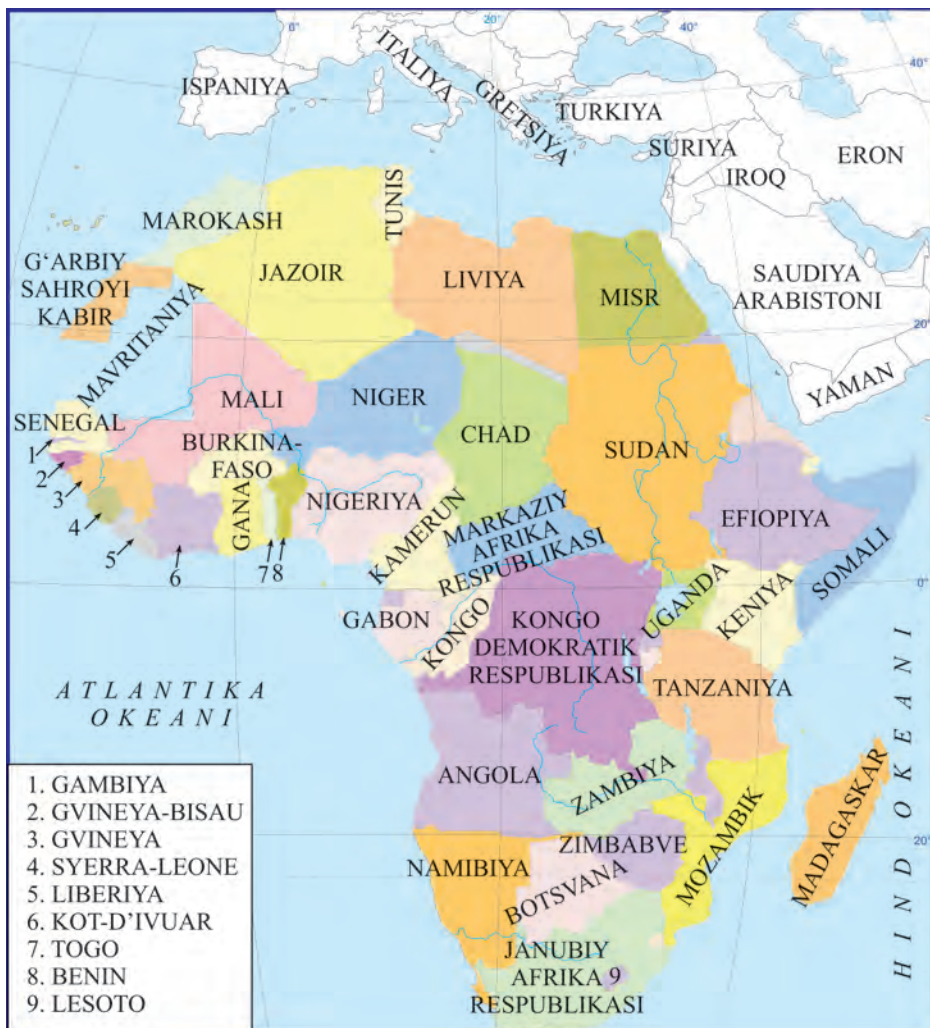 0°
20°
40°
ITALIYA
ISPANIYA
GRETSIYA
40°
TURKIYA
SURIYA
IROQ
ERON
TUNIS
MAROKASH
G‘ARBIY
SAHROYI
KABIR
JAZOIR
LIVIYA
MISR
SAUDIYA
ARABISTONI
20°
MAVRITANIYA
YAMAN
MALI
NIGER
SENEGAL
CHAD
SUDAN
1
BURKINA-
FASO
2
3
NIGERIYA
GANA
4
EFIOPIYA
5
6
7
8
KAMERUN
MARKAZIY
AFRIKA
RESPUBLIKASI
SOMALI
0°
UGANDA
KENIYA
GABON
KONGO
KONGO
DEMOKRATIK
RESPUBLIKASI
TANZANIYA
ATLANTIKA
OKEANI
HIND OKEANI
ANGOLA
ZAMBIYA
MADAGASKAR
MOZAMBIK
20°
ZIMBABVE
NAMIBIYA
BOTSVANA
JANUBIY
AFRIKA 9
RESPUBLIKASI
1. GAMBIYA
2. GVINEYA-BISAU
3. GVINEYA
4. SYERRA-LEONE
5. LIBERIYA
6. KOT-D’IVUAR
7. TOGO
8. BENIN
9. LESOTO